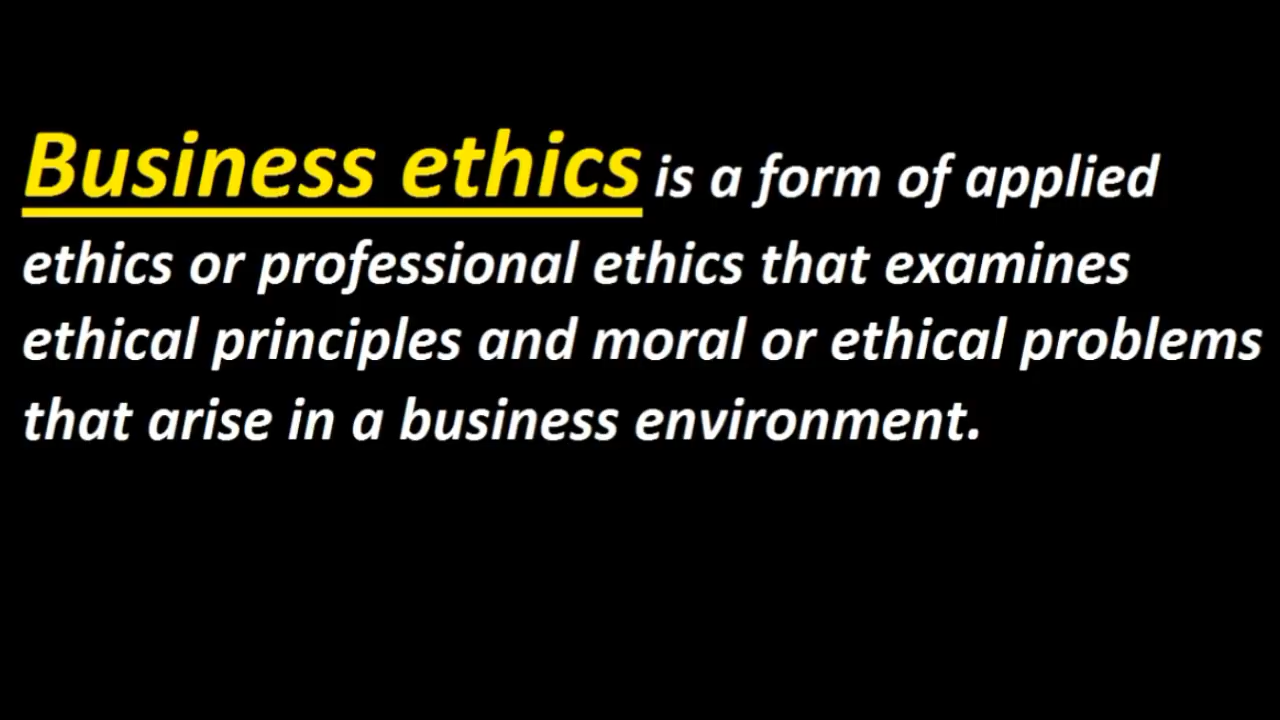 Business ethics is a form of applied
ethics or professional ethics that examines
ethical principles and moral or ethical problems
that arise in a business environment.